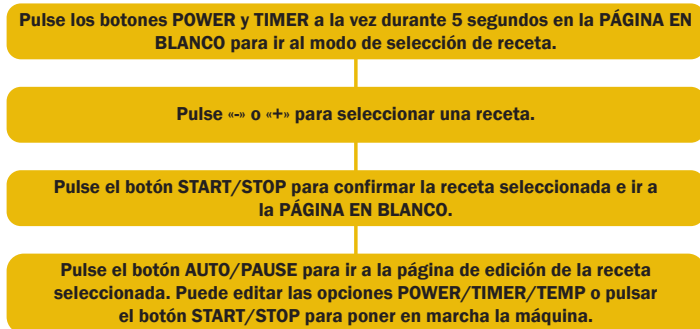 Pulse los botones POWER y TIMER a la vez durante 5 segundos en la PÁGINA EN
BLANCO para ir al modo de selección de receta.
Pulse «-» o «+» para seleccionar una receta.
Pulse el botón START/STOP para confirmar la receta seleccionada e ir a
la PÁGINA EN BLANCO.
Pulse el botón AUTO/PAUSE para ir a la página de edición de la receta
seleccionada. Puede editar las opciones POWER/TIMER/TEMP o pulsar
el botón START/STOP para poner en marcha la máquina.